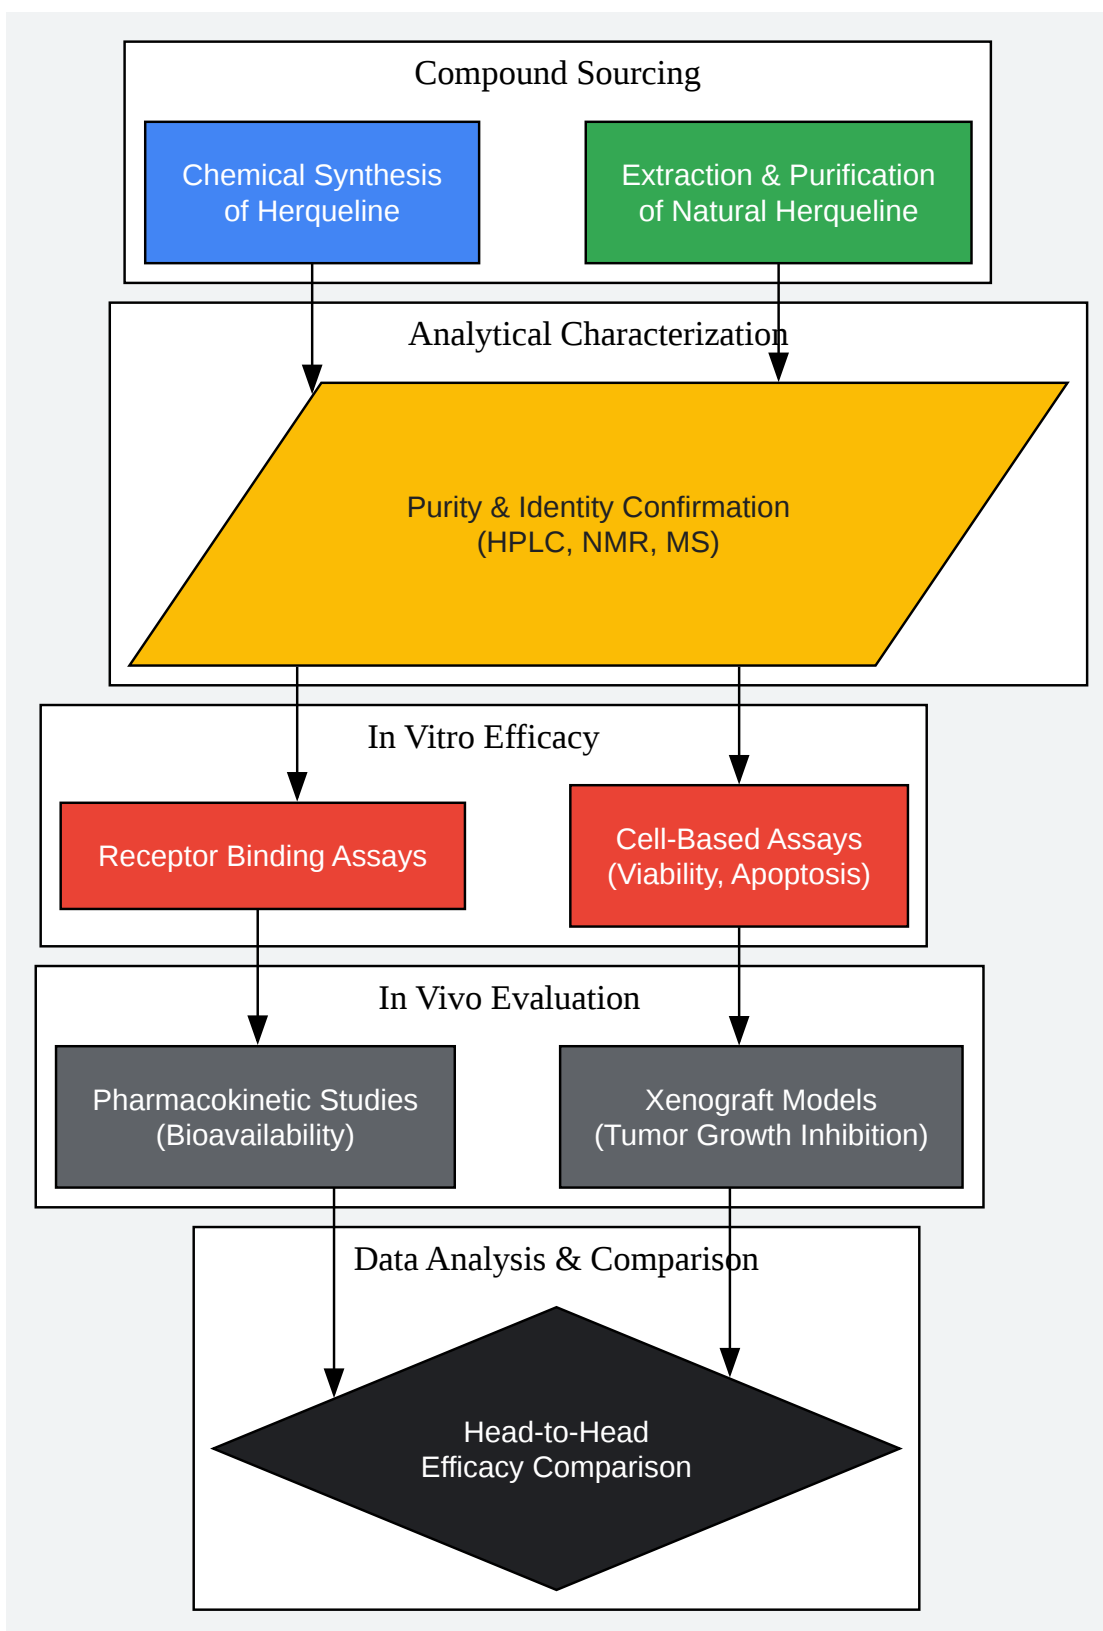 Compound Sourcing
Chemical Synthesis
of Herqueline
Extraction & Purification
of Natural Herqueline
Analytical Characterization
Purity & Identity Confirmation
(HPLC, NMR, MS)
In Vitro Efficacy
Receptor Binding Assays
Cell-Based Assays
(Viability, Apoptosis)
In Vivo Evaluation
Pharmacokinetic Studies
(Bioavailability)
Xenograft Models
(Tumor Growth Inhibition)
Data Analysis & Comparison
Head-to-Head
Efficacy Comparison